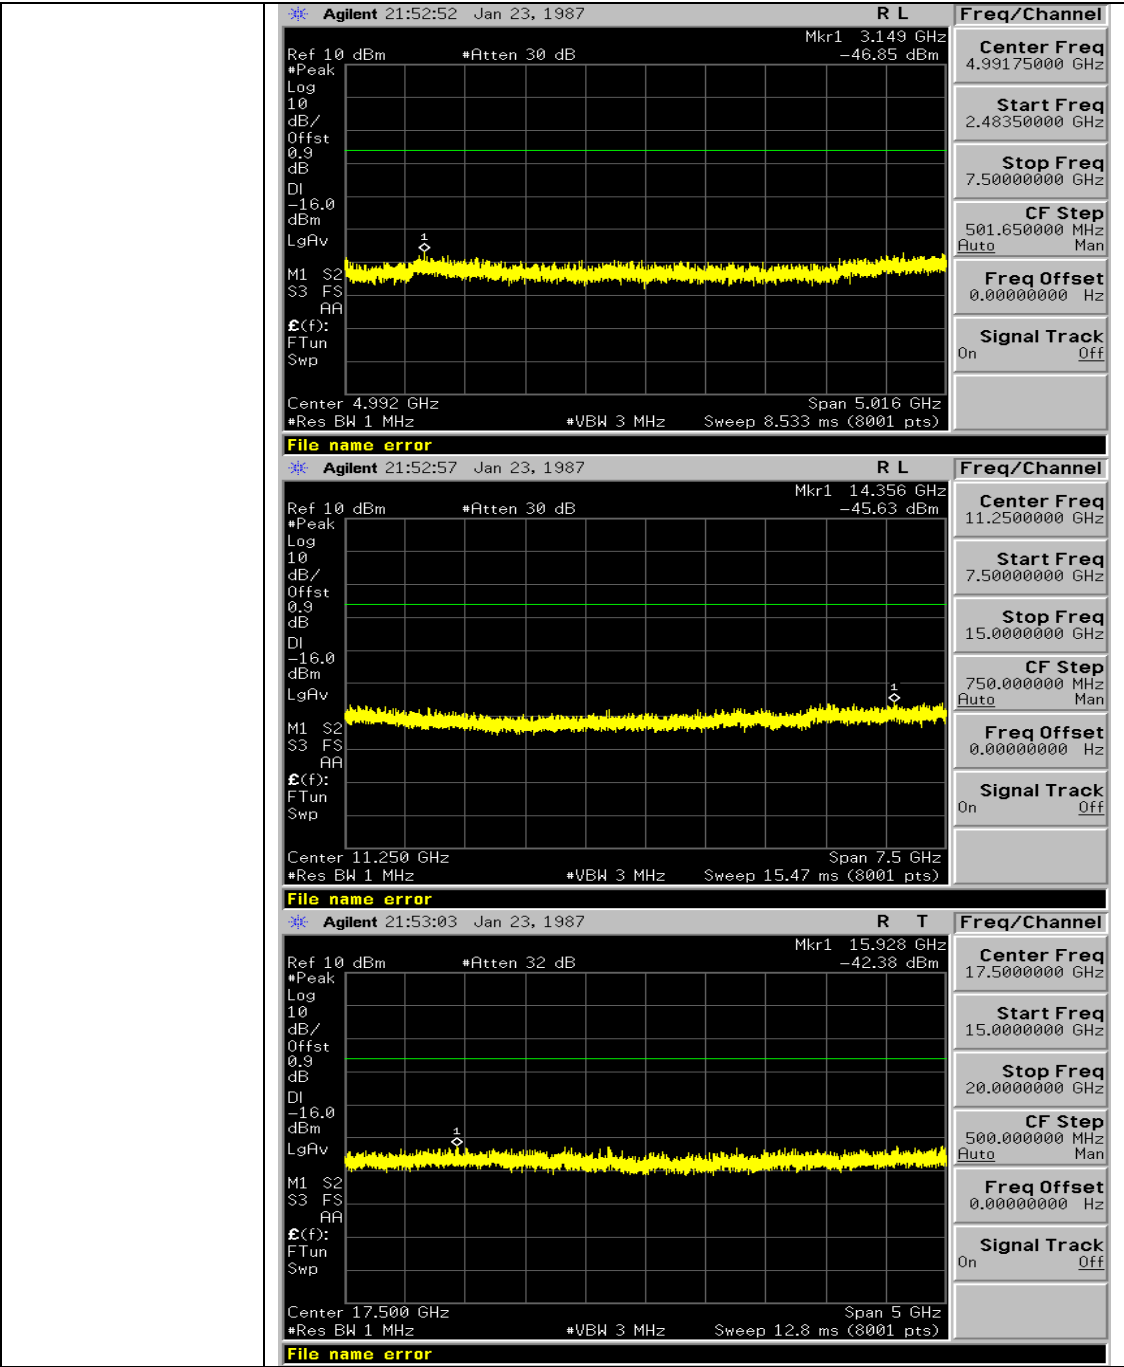 Agilent 21:52:52 Jan 23, 1987 R L Freq/Channel
Mkr1 3.149 GHz
Ref 10 dBm #Atten 30 dB -46.85 dBm
#Peak
Log
10
dB/
Offst
0.9
dB
DI
-16.0
dBm
LgAv
1
M1 S2
S3 FS
AA
£(f):
FTun
Swp
Center 4.992 GHz Span 5.016 GHz
#Res BW 1 MHz #VBW 3 MHz Sweep 8.533 ms (8001 pts)
File name error
Center Freq
4.99175000 GHz
Start Freq
2.48350000 GHz
Stop Freq
7.50000000 GHz
CF Step
501.650000 MHz
Auto Man
Freq Offset
0.00000000 Hz
Signal Track
On Off
Agilent 21:52:57 Jan 23, 1987 R L Freq/Channel
Mkr1 14.356 GHz
Ref 10 dBm #Atten 30 dB -45.63 dBm
#Peak
Log
10
dB/
Offst
0.9
dB
DI
-16.0
dBm
LgAv
1
M1 S2
S3 FS
AA
£(f):
FTun
Swp
Center 11.250 GHz Span 7.5 GHz
#Res BW 1 MHz #VBW 3 MHz Sweep 15.47 ms (8001 pts)
File name error
Center Freq
11.2500000 GHz
Start Freq
7.50000000 GHz
Stop Freq
15.0000000 GHz
CF Step
750.000000 MHz
Auto Man
Freq Offset
0.00000000 Hz
Signal Track
On Off
Agilent 21:53:03 Jan 23, 1987 R T Freq/Channel
Mkr1 15.928 GHz
Ref 10 dBm #Atten 32 dB -42.38 dBm
#Peak
Log
10
dB/
Offst
0.9
dB
DI
-16.0
dBm
LgAv
1
M1 S2
S3 FS
AA
£(f):
FTun
Swp
Center 17.500 GHz Span 5 GHz
#Res BW 1 MHz #VBW 3 MHz Sweep 12.8 ms (8001 pts)
File name error
Center Freq
17.5000000 GHz
Start Freq
15.0000000 GHz
Stop Freq
20.0000000 GHz
CF Step
500.000000 MHz
Auto Man
Freq Offset
0.00000000 Hz
Signal Track
On Off